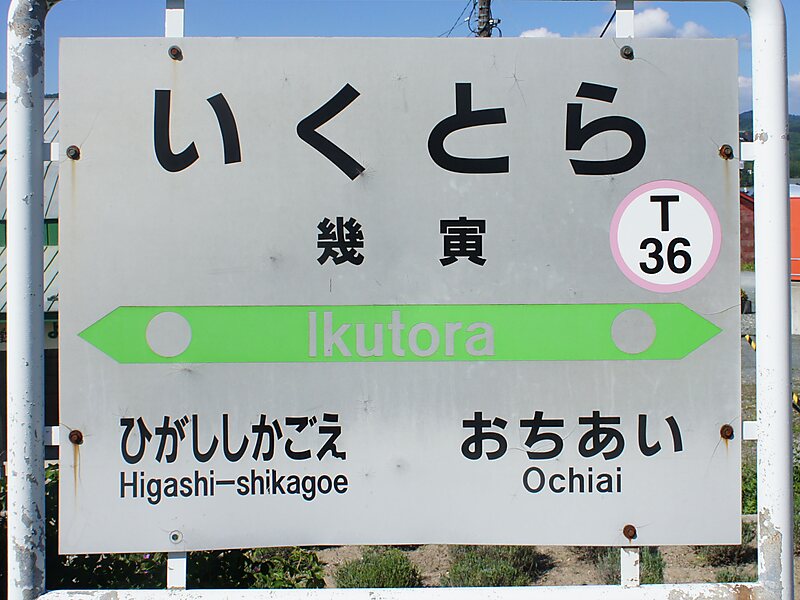 いくとら
幾寅
T
36
Ikutora
ひがししかごえ
Higashi-shikagoe
おちあい
Ochiai